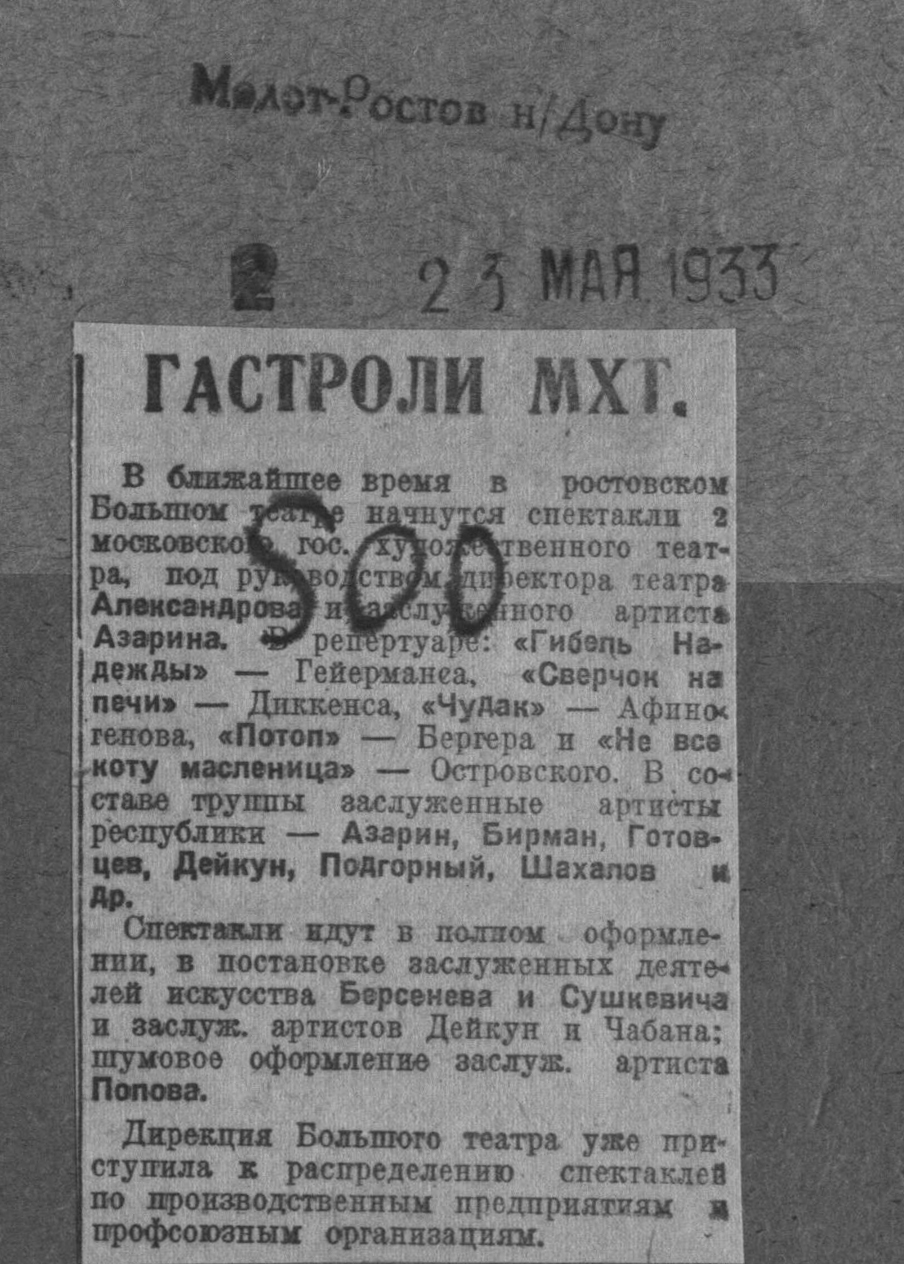 Молот-Ростов н/Дону
2 23 МАЯ 1933
ГАСТРОЛИ МХТ.
В ближайшее время в ростовском
Большом театре начнутся спектакли 2
московского гос. художественного теат-
ра, под руководством директора театра
Александрова и заслуженного артиста
Азарина. В репертуаре: «Гибель На-
дежды» — Гейерманса, «Сверчок на
печи» — Диккенса, «Чудак» — Афино-
генова, «Потоп» — Бергера и «Не все
коту масленица» — Островского. В со-
ставе труппы заслуженные артисты
республики — Азарин, Бирман, Готов-
цев, Дейкун, Подгорный, Шахалов и
др.
Спектакли идут в полном оформле-
нии, в постановке заслуженных деяте-
лей искусства Берсенева и Сушкевича
и заслуж. артистов Дейкун и Чабана;
шумовое оформление заслуж. артиста
Попова.
Дирекция Большого театра уже при-
ступила к распределению спектаклей
по производственным предприятиям и
профсоюзным организациям.
500